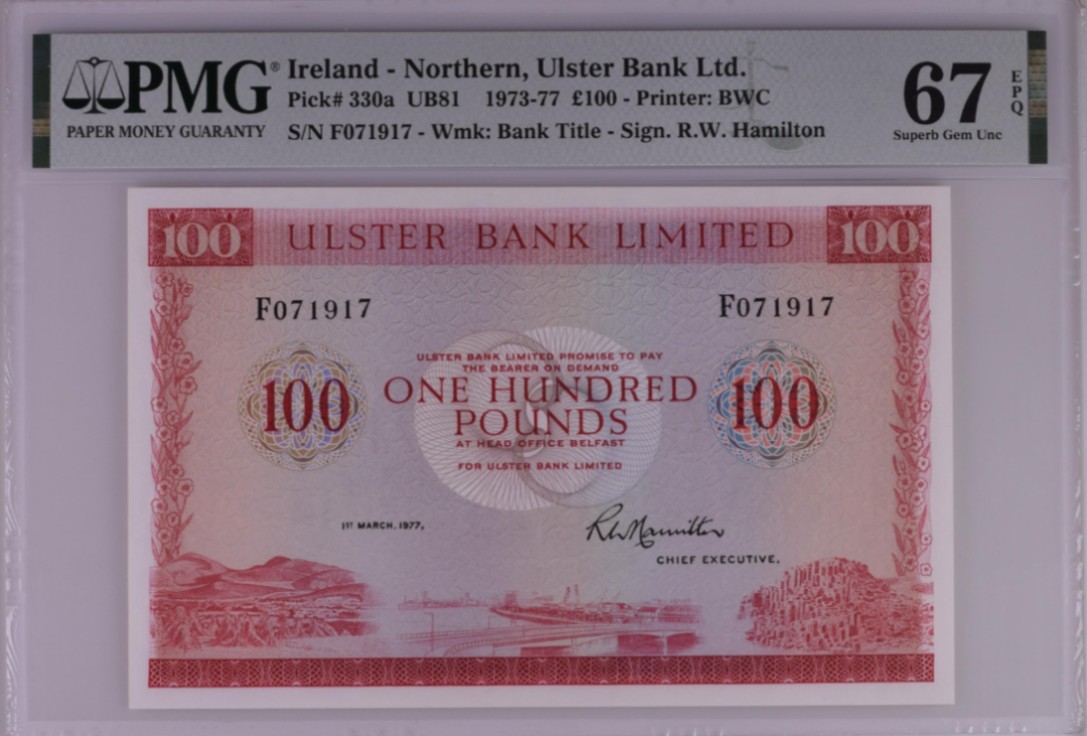 PMG® Ireland - Northern, Ulster Bank Ltd.
Pick# 330a UB81 1973-77 £100 - Printer: BWC
PAPER MONEY GUARANTY S/N F071917 - Wmk: Bank Title - Sign. R.W. Hamilton
67 EPQ
Superb Gem Unc
100 ULSTER BANK LIMITED 100
F071917 F071917
ULSTER BANK LIMITED PROMISE TO PAY
THE BEARER ON DEMAND
100 ONE HUNDRED 100
POUNDS
AT HEAD OFFICE BELFAST
FOR ULSTER BANK LIMITED
1ST MARCH, 1977,
RWHamilton
CHIEF EXECUTIVE.